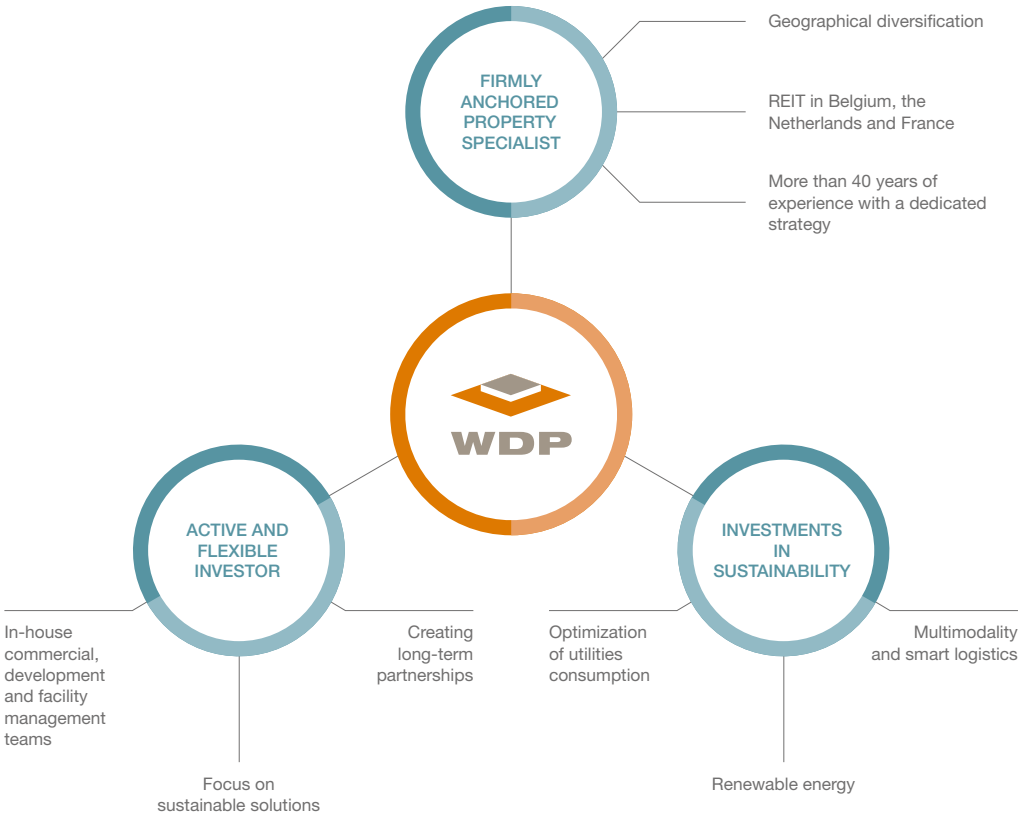 FIRMLY
ANCHORED
PROPERTY
SPECIALIST
Geographical diversification
REIT in Belgium, the
Netherlands and France
More than 40 years of
experience with a dedicated
strategy
WDP
ACTIVE AND
FLEXIBLE
INVESTOR
In-house
commercial,
development
and facility
management
teams
Focus on
sustainable solutions
Creating
long-term
partnerships
INVESTMENTS
IN
SUSTAINABILITY
Optimization
of utilities
consumption
Renewable energy
Multimodality
and smart logistics